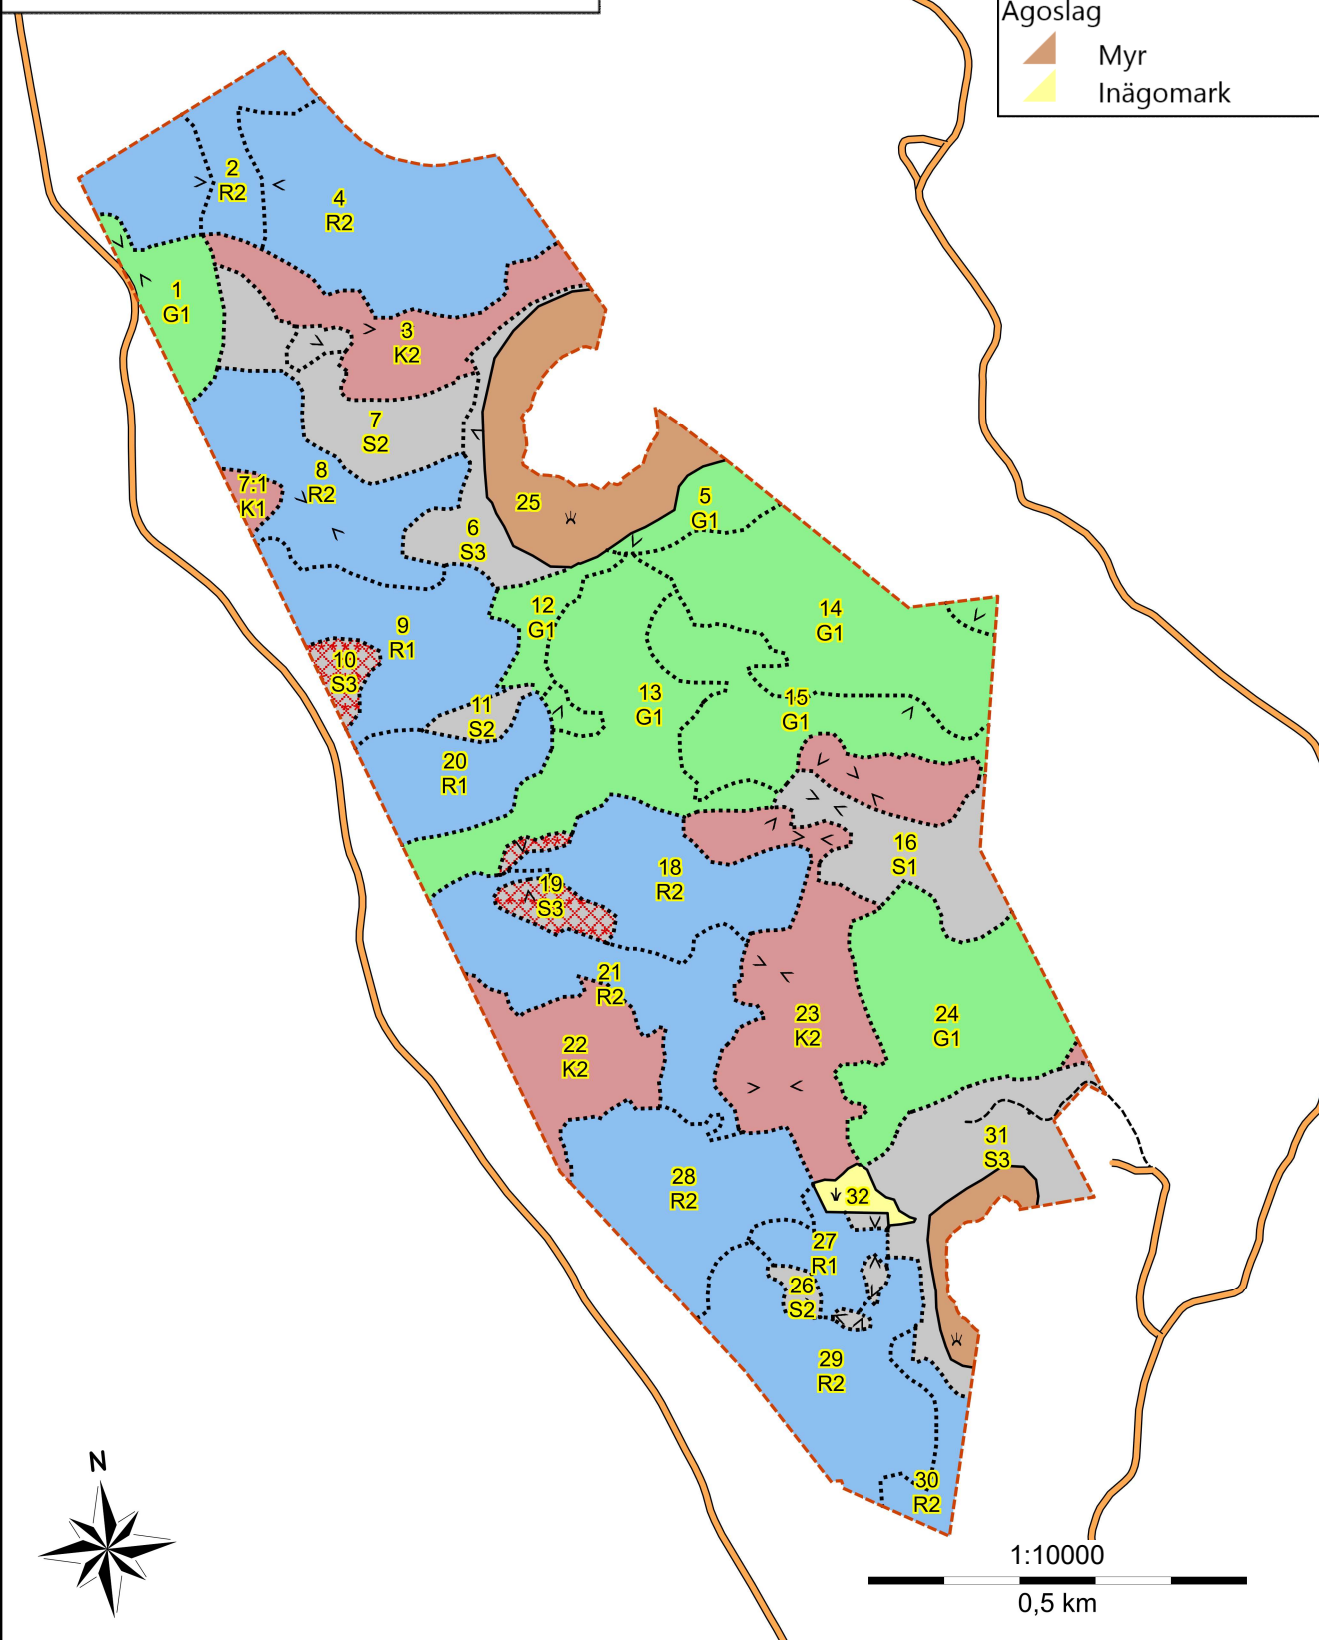 Ägoslag
Myr
Inägomark
2
R2
4
R2
1
G1
3
K2
7
S2
8
R2
7:1
K1
25
5
G1
6
S3
12
G1
14
G1
9
R1
10
S3
13
G1
15
G1
11
S2
20
R1
16
S1
18
R2
19
S3
21
R2
23
K2
24
G1
22
K2
31
S3
28
R2
32
27
R1
26
S2
29
R2
30
R2
N
1:10000
0,5 km